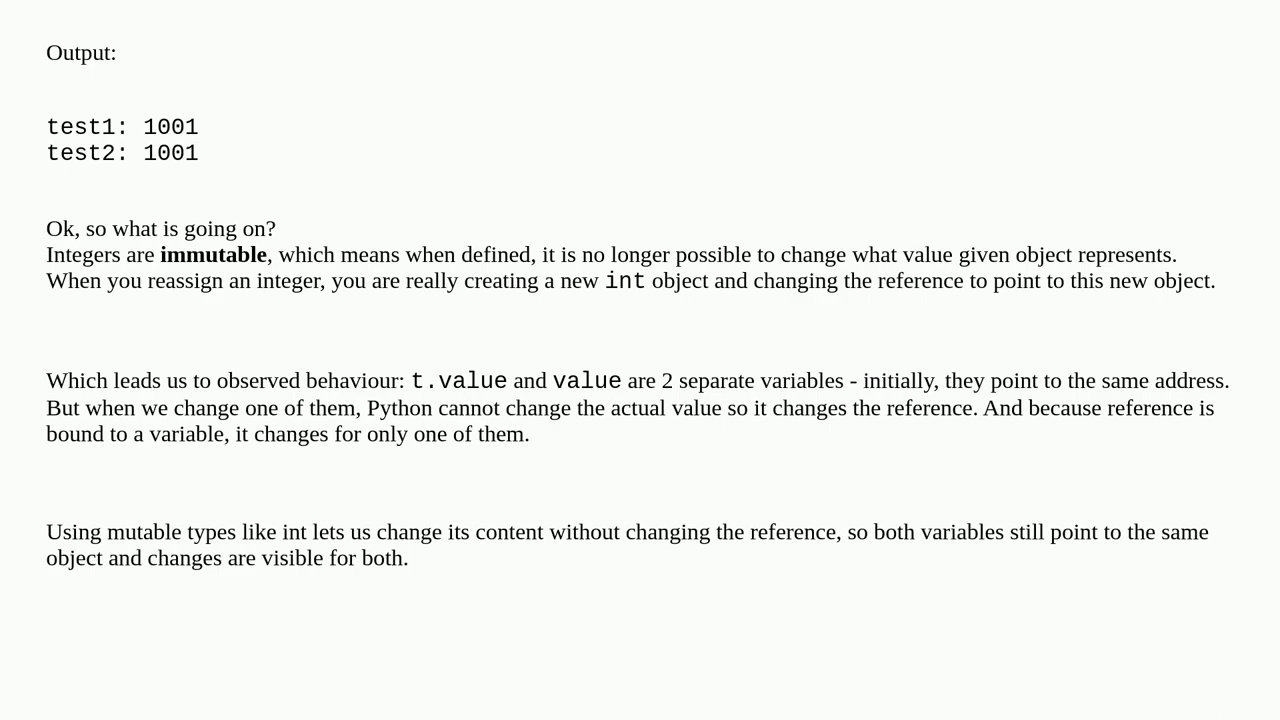 Output:
test1: 1001
test2: 1001
Ok, so what is going on?
Integers are immutable, which means when defined, it is no longer possible to change what value given object represents.
When you reassign an integer, you are really creating a new int object and changing the reference to point to this new object.
Which leads us to observed behaviour: t.value and value are 2 separate variables - initially, they point to the same address.
But when we change one of them, Python cannot change the actual value so it changes the reference. And because reference is
bound to a variable, it changes for only one of them.
Using mutable types like int lets us change its content without changing the reference, so both variables still point to the same
object and changes are visible for both.